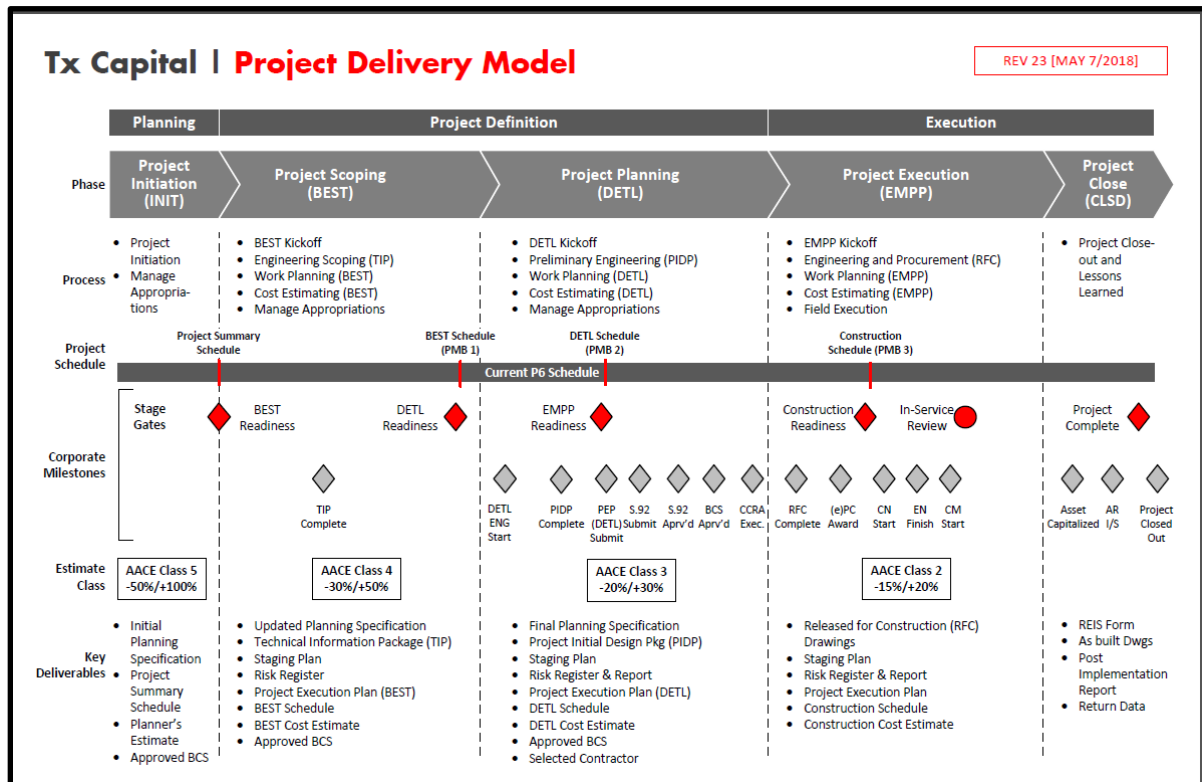 Tx Capital | Project Delivery Model
REV 23 [MAY 7/2018]
Planning
Project Definition
Execution
Phase
Project
Initiation
(INIT)
Project Scoping
(BEST)
Project Planning
(DETL)
Project Execution
(EMPP)
Project
Close
(CLSD)
Process
• Project
Initiation
• Manage
Appropria-
tions
• BEST Kickoff
• Engineering Scoping (TIP)
• Work Planning (BEST)
• Cost Estimating (BEST)
• Manage Appropriations
• DETL Kickoff
• Preliminary Engineering (PIDP)
• Work Planning (DETL)
• Cost Estimating (DETL)
• Manage Appropriations
• EMPP Kickoff
• Engineering and Procurement (RFC)
• Work Planning (EMPP)
• Cost Estimating (EMPP)
• Field Execution
• Project Close-
out and
Lessons
Learned
Project
Schedule
Project Summary
Schedule
BEST Schedule
(PMB 1)
DETL Schedule
(PMB 2)
Construction
Schedule (PMB 3)
Current P6 Schedule
Corporate
Milestones
Stage
Gates
BEST
Readiness
DETL
Readiness
EMPP
Readiness
Construction
Readiness
In-Service
Review
Project
Complete
TIP
Complete
DETL
ENG
Start
PIDP
Complete
PEP
(DETL)
Submit
S.92
Submit
S.92
Aprv'd
BCS
Aprv'd
CCRA
Exec.
RFC
Complete
(e)PC
Award
CN
Start
EN
Finish
CM
Start
Asset
Capitalized
AR
I/S
Project
Closed
Out
Estimate
Class
AACE Class 5
-50%/+100%
AACE Class 4
-30%/+50%
AACE Class 3
-20%/+30%
AACE Class 2
-15%/+20%
Key
Deliverables
• Initial
Planning
Specification
• Project
Summary
Schedule
• Planner's
Estimate
• Approved BCS
• Updated Planning Specification
• Technical Information Package (TIP)
• Staging Plan
• Risk Register
• Project Execution Plan (BEST)
• BEST Schedule
• BEST Cost Estimate
• Approved BCS
• Final Planning Specification
• Project Initial Design Pkg (PIDP)
• Staging Plan
• Risk Register & Report
• Project Execution Plan (DETL)
• DETL Schedule
• DETL Cost Estimate
• Approved BCS
• Selected Contractor
• Released for Construction (RFC)
Drawings
• Staging Plan
• Risk Register & Report
• Project Execution Plan
• Construction Schedule
• Construction Cost Estimate
• REIS Form
• As built Dwgs
• Post
Implementation
Report
• Return Data